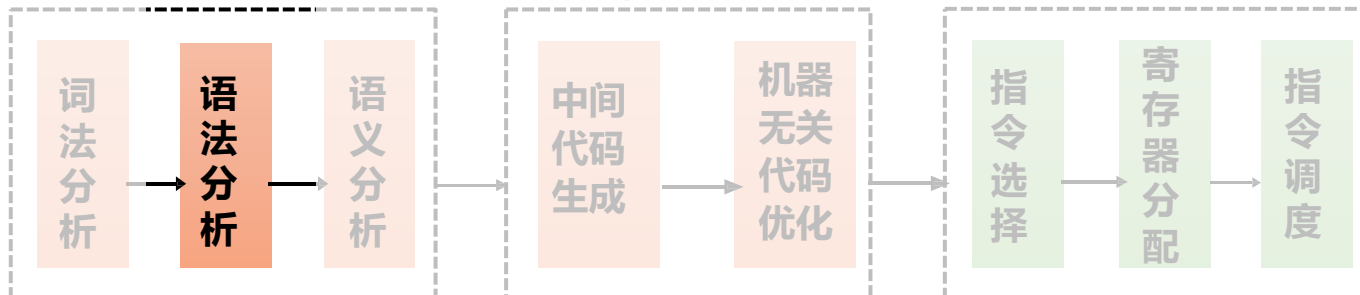 词法分析
语法分析
语义分析
中间
代码
生成
机器
无关
代码
优化
指令选择
寄存器分配
指令调度